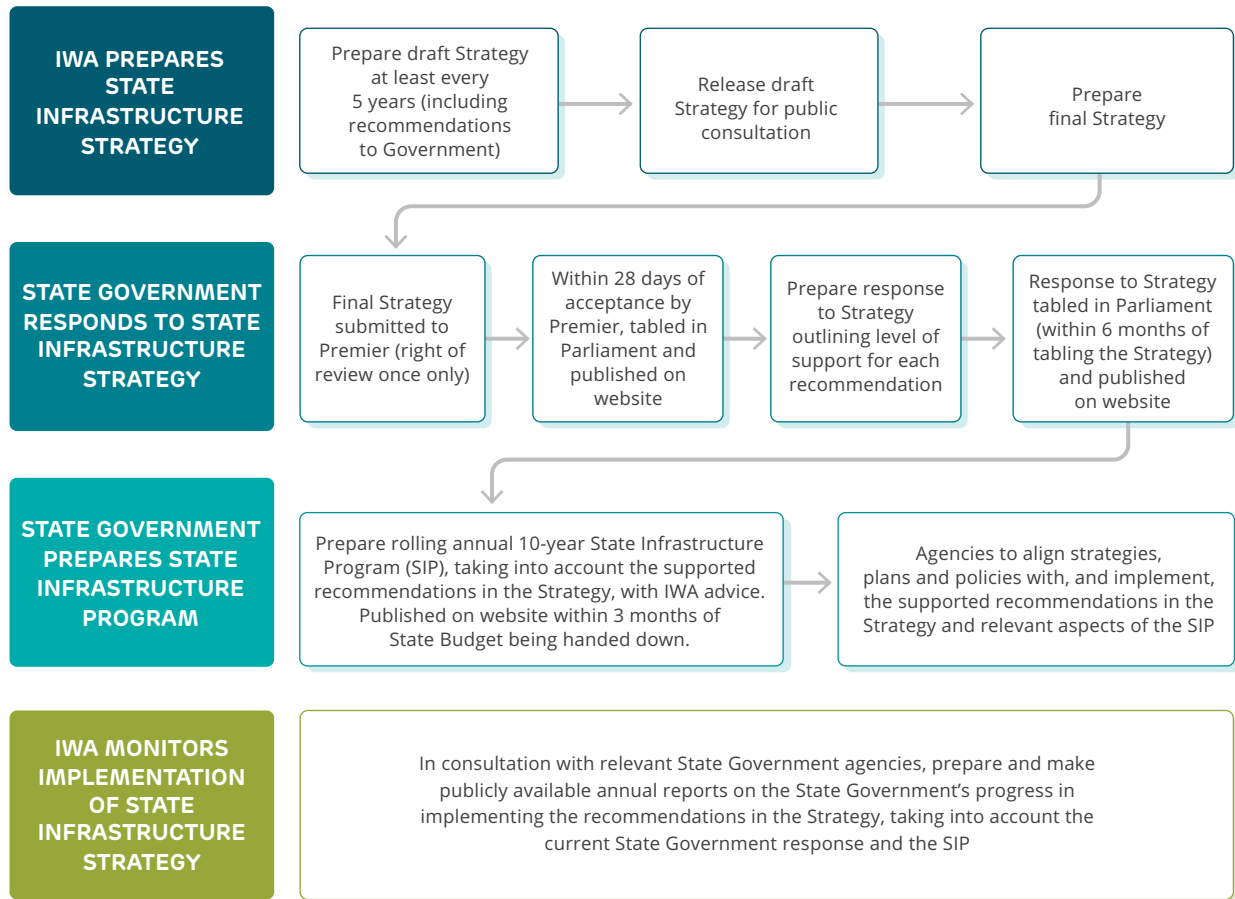 IWA PREPARES
STATE
INFRASTRUCTURE
STRATEGY
Prepare draft Strategy
at least every
5 years (including
recommendations
to Government)
Release draft
Strategy for public
consultation
Prepare
final Strategy
STATE GOVERNMENT
RESPONDS TO STATE
INFRASTRUCTURE
STRATEGY
Final Strategy
submitted to
Premier (right of
review once only)
Within 28 days of
acceptance by
Premier, tabled in
Parliament and
published on
website
Prepare response
to Strategy
outlining level of
support for each
recommendation
Response to Strategy
tabled in Parliament
(within 6 months of
tabling the Strategy)
and published
on website
STATE GOVERNMENT
PREPARES STATE
INFRASTRUCTURE
PROGRAM
Prepare rolling annual 10-year State Infrastructure
Program (SIP), taking into account the supported
recommendations in the Strategy, with IWA advice.
Published on website within 3 months of
State Budget being handed down.
Agencies to align strategies,
plans and policies with, and implement,
the supported recommendations in the
Strategy and relevant aspects of the SIP
IWA MONITORS
IMPLEMENTATION
OF STATE
INFRASTRUCTURE
STRATEGY
In consultation with relevant State Government agencies, prepare and make
publicly available annual reports on the State Government’s progress in
implementing the recommendations in the Strategy, taking into account the
current State Government response and the SIP